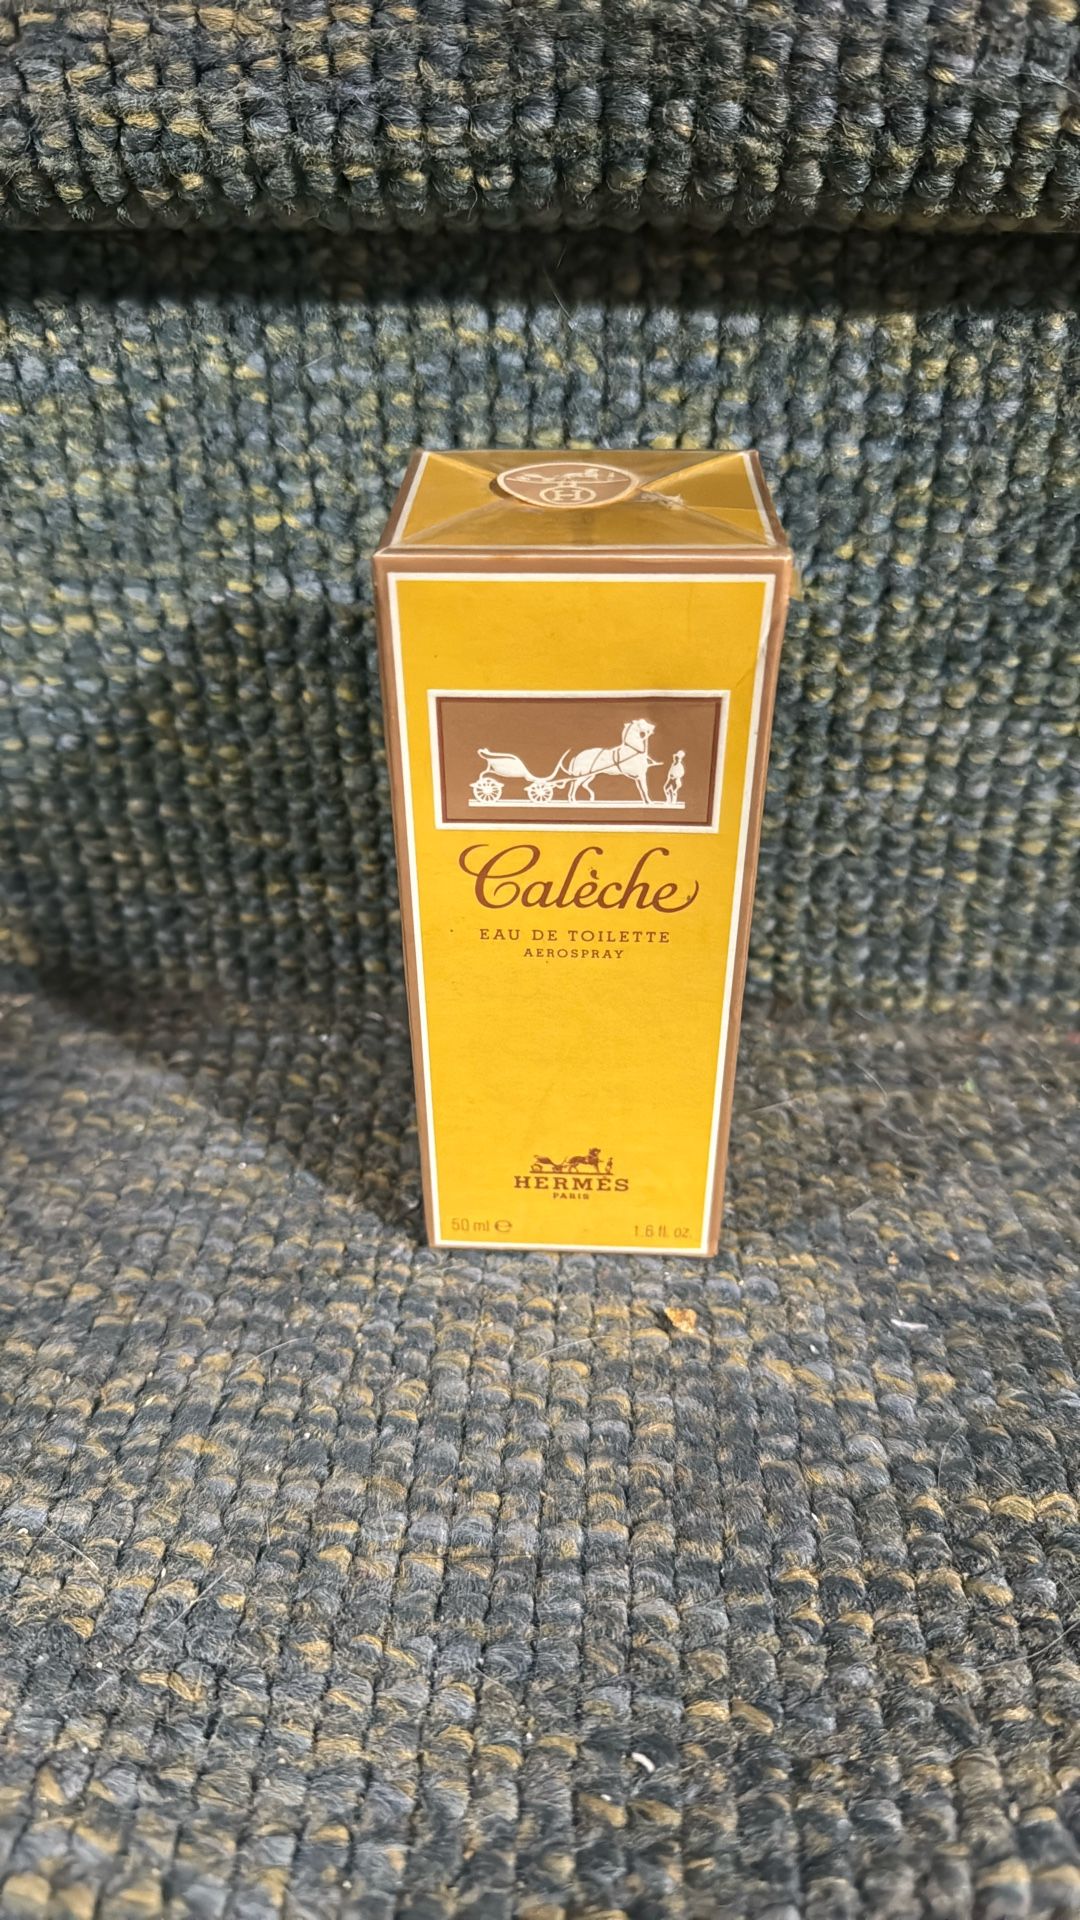 H
Calèche
EAU DE TOILETTE
AEROSPRAY
HERMÈS
PARIS
50 ml ℮
1.6 fl. oz.